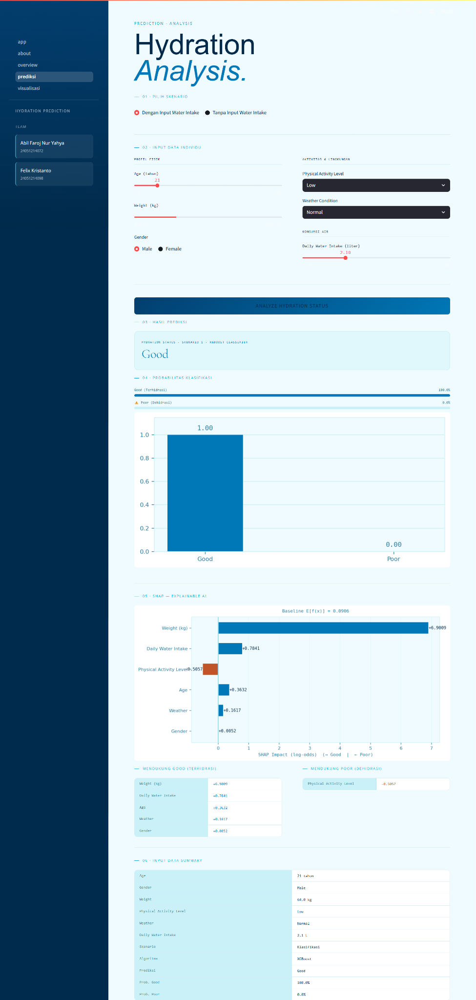 app
about
overview
prediksi
visualisasi
HYDRATION PREDICTION
TEAM
Abil Faroj Nur Yahya
24051214072
Felix Kristanto
24051214098
PREDICTION · ANALYSIS
Hydration
Analysis.
— 01 · PILIH SKENARIO
Dengan Input Water Intake
Tanpa Input Water Intake
— 02 · INPUT DATA INDIVIDU
PROFIL FISIK
Age (tahun)
21
Weight (kg)
Gender
Male
Female
AKTIVITAS & LINGKUNGAN
Physical Activity Level
Low
Weather Condition
Normal
KONSUMSI AIR
Daily Water Intake (liter)
2.10
ANALYZE HYDRATION STATUS
— 03 · HASIL PREDIKSI
HYDRATION STATUS · SKENARIO 1 · XGBOOST CLASSIFIER
Good
— 04 · PROBABILITAS KLASIFIKASI
Good (Terhidrasi) 100.0%
⚠ Poor (Dehidrasi) 0.0%
1.00
1.0
0.8
0.6
0.4
0.2
0.00
0.0
Good Poor
— 05 · SHAP — EXPLAINABLE AI
Baseline E[f(x)] = 0.0906
Weight (kg) +6.9009
Daily Water Intake +0.7841
Physical Activity Level -0.5057
Age +0.3632
Weather +0.1617
Gender +0.0052
0 1 2 3 4 5 6 7
SHAP Impact (log-odds) (→ Good | ← Poor)
— MENDUKUNG GOOD (TERHIDRASI)
Weight (kg) +6.9009
Daily Water Intake +0.7841
Age +0.3632
Weather +0.1617
Gender +0.0052
— MENDUKUNG POOR (DEHIDRASI)
Physical Activity Level -0.5057
— 06 · INPUT DATA SUMMARY
Age 21 tahun
Gender Male
Weight 64.0 kg
Physical Activity Level Low
Weather Normal
Daily Water Intake 2.1 L
Skenario Klasifikasi
Algoritma XGBoost
Prediksi Good
Prob. Good 100.0%
Prob. Poor 0.0%